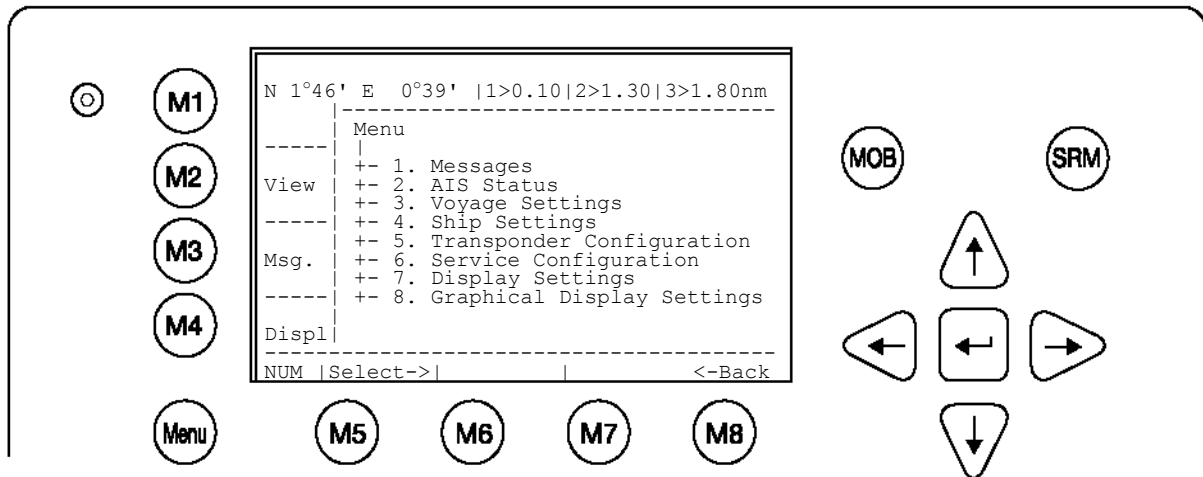 N 1°46' E 0°39' |1>0.10|2>1.30|3>1.80nm
Menu
1. Messages
View
2. AIS Status
3. Voyage Settings
4. Ship Settings
5. Transponder Configuration
Msg.
6. Service Configuration
7. Display Settings
8. Graphical Display Settings
Displ
NUM |Select->| | <-Back
M1
M2
M3
M4
Menu
M5
M6
M7
M8
MOB
SRM